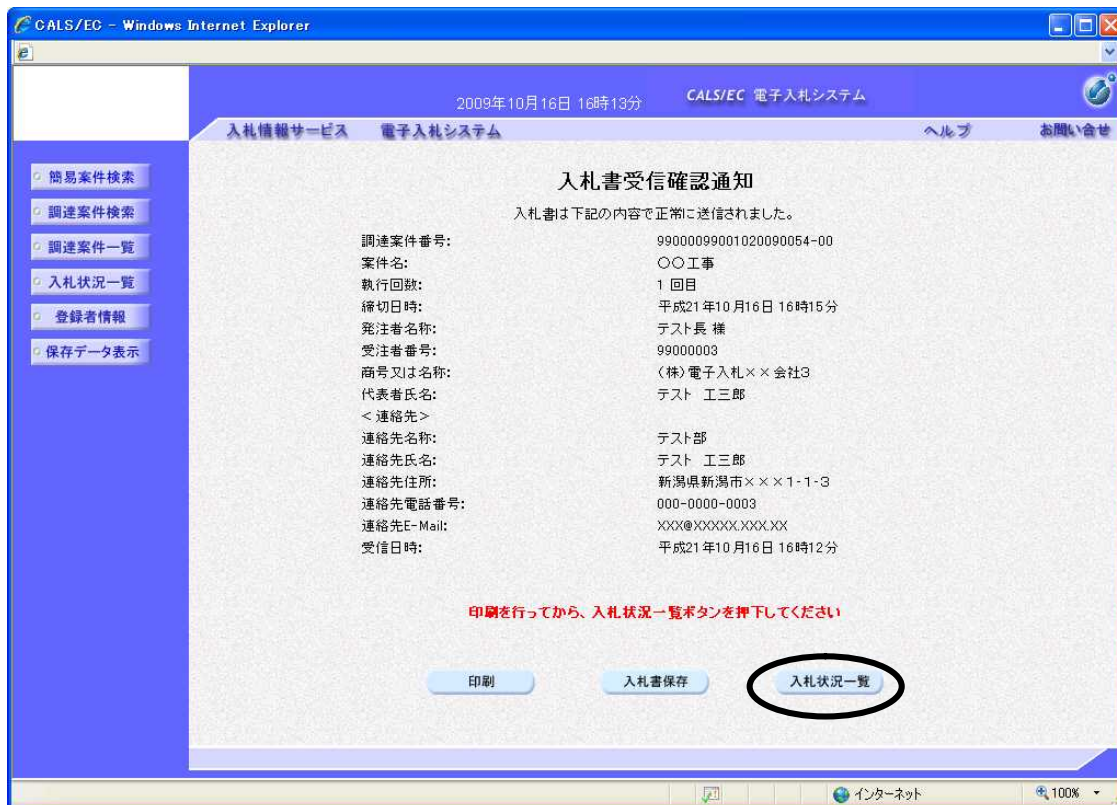 CALS/EC - Windows Internet Explorer
2009年10月16日 16時13分 CALS/EC 電子入札システム
入札情報サービス 電子入札システム ヘルプ お問い合せ
簡易案件検索
調達案件検索
調達案件一覧
入札状況一覧
登録者情報
保存データ表示
入札書受信確認通知
入札書は下記の内容で正常に送信されました。
調達案件番号: 99000099001020090054-00
案件名: 〇〇工事
執行回数: 1 回目
締切日時: 平成21年10月16日 16時15分
発注者名称: テスト長 様
受注者番号: 99000003
商号又は名称: (株)電子入札××会社3
代表者氏名: テスト 工三郎
<連絡先>
連絡先名称: テスト部
連絡先氏名: テスト 工三郎
連絡先住所: 新潟県新潟市×××1-1-3
連絡先電話番号: 000-0000-0003
連絡先E-Mail: XXX@XXXXX.XXX.XX
受信日時: 平成21年10月16日 16時12分
印刷を行ってから、入札状況一覧ボタンを押下してください
印刷 入札書保存 入札状況一覧
インターネット 100%